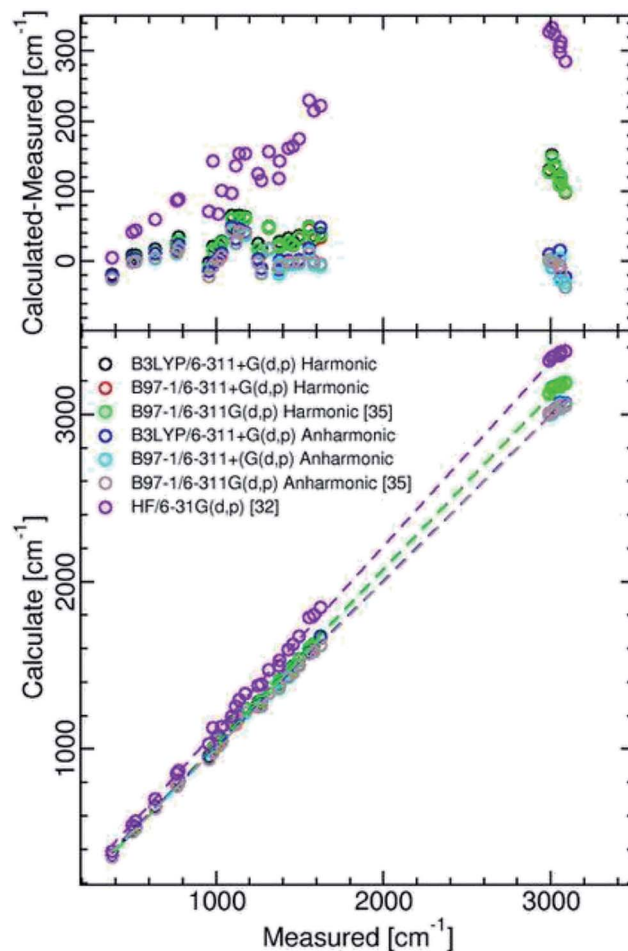 Calculated-Measured [cm-1]
300
200
100
0
Calculate [cm-1]
3000
2000
1000
B3LYP/6-311+G(d,p) Harmonic
B97-1/6-311+G(d,p) Harmonic
B97-1/6-311G(d,p) Harmonic [35]
B3LYP/6-311+G(d,p) Anharmonic
B97-1/6-311+(G(d,p) Anharmonic
B97-1/6-311G(d,p) Anharmonic [35]
HF/6-31G(d,p) [32]
1000 2000 3000
Measured [cm-1]